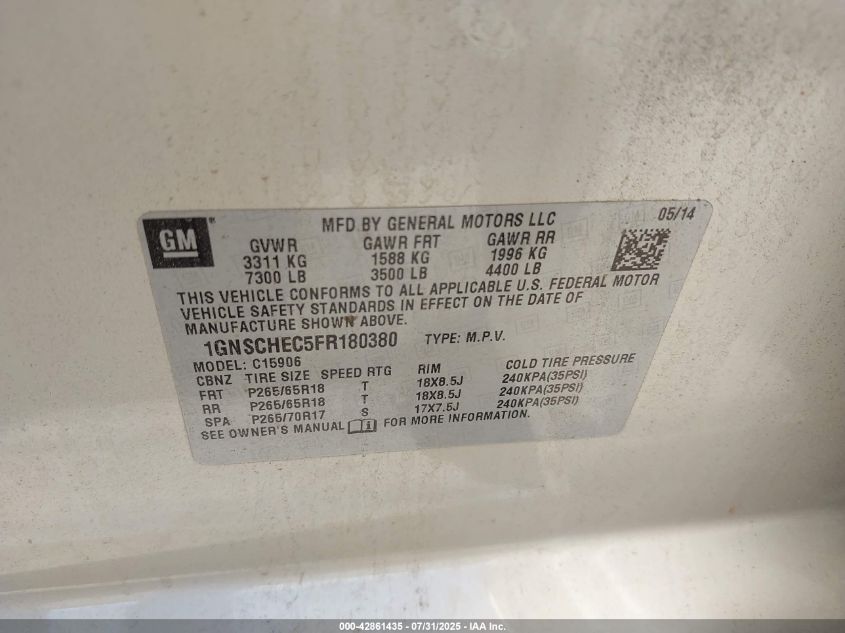 GM
MFD BY GENERAL MOTORS LLC 05/14
GVWR GAWR FRT GAWR RR
3311 KG 1588 KG 1996 KG
7300 LB 3500 LB 4400 LB
THIS VEHICLE CONFORMS TO ALL APPLICABLE U.S. FEDERAL MOTOR
VEHICLE SAFETY STANDARDS IN EFFECT ON THE DATE OF
MANUFACTURE SHOWN ABOVE.
1GNSCHEC5FR180380 TYPE: M.P.V.
MODEL: C15906
CBNZ TIRE SIZE SPEED RTG RIM COLD TIRE PRESSURE
FRT P265/65R18 T 18X8.5J 240KPA(35PSI)
RR P265/65R18 T 18X8.5J 240KPA(35PSI)
SPA P265/70R17 S 17X7.5J 240KPA(35PSI)
SEE OWNER'S MANUAL i FOR MORE INFORMATION.
000-42861435 - 07/31/2025 - IAA Inc.